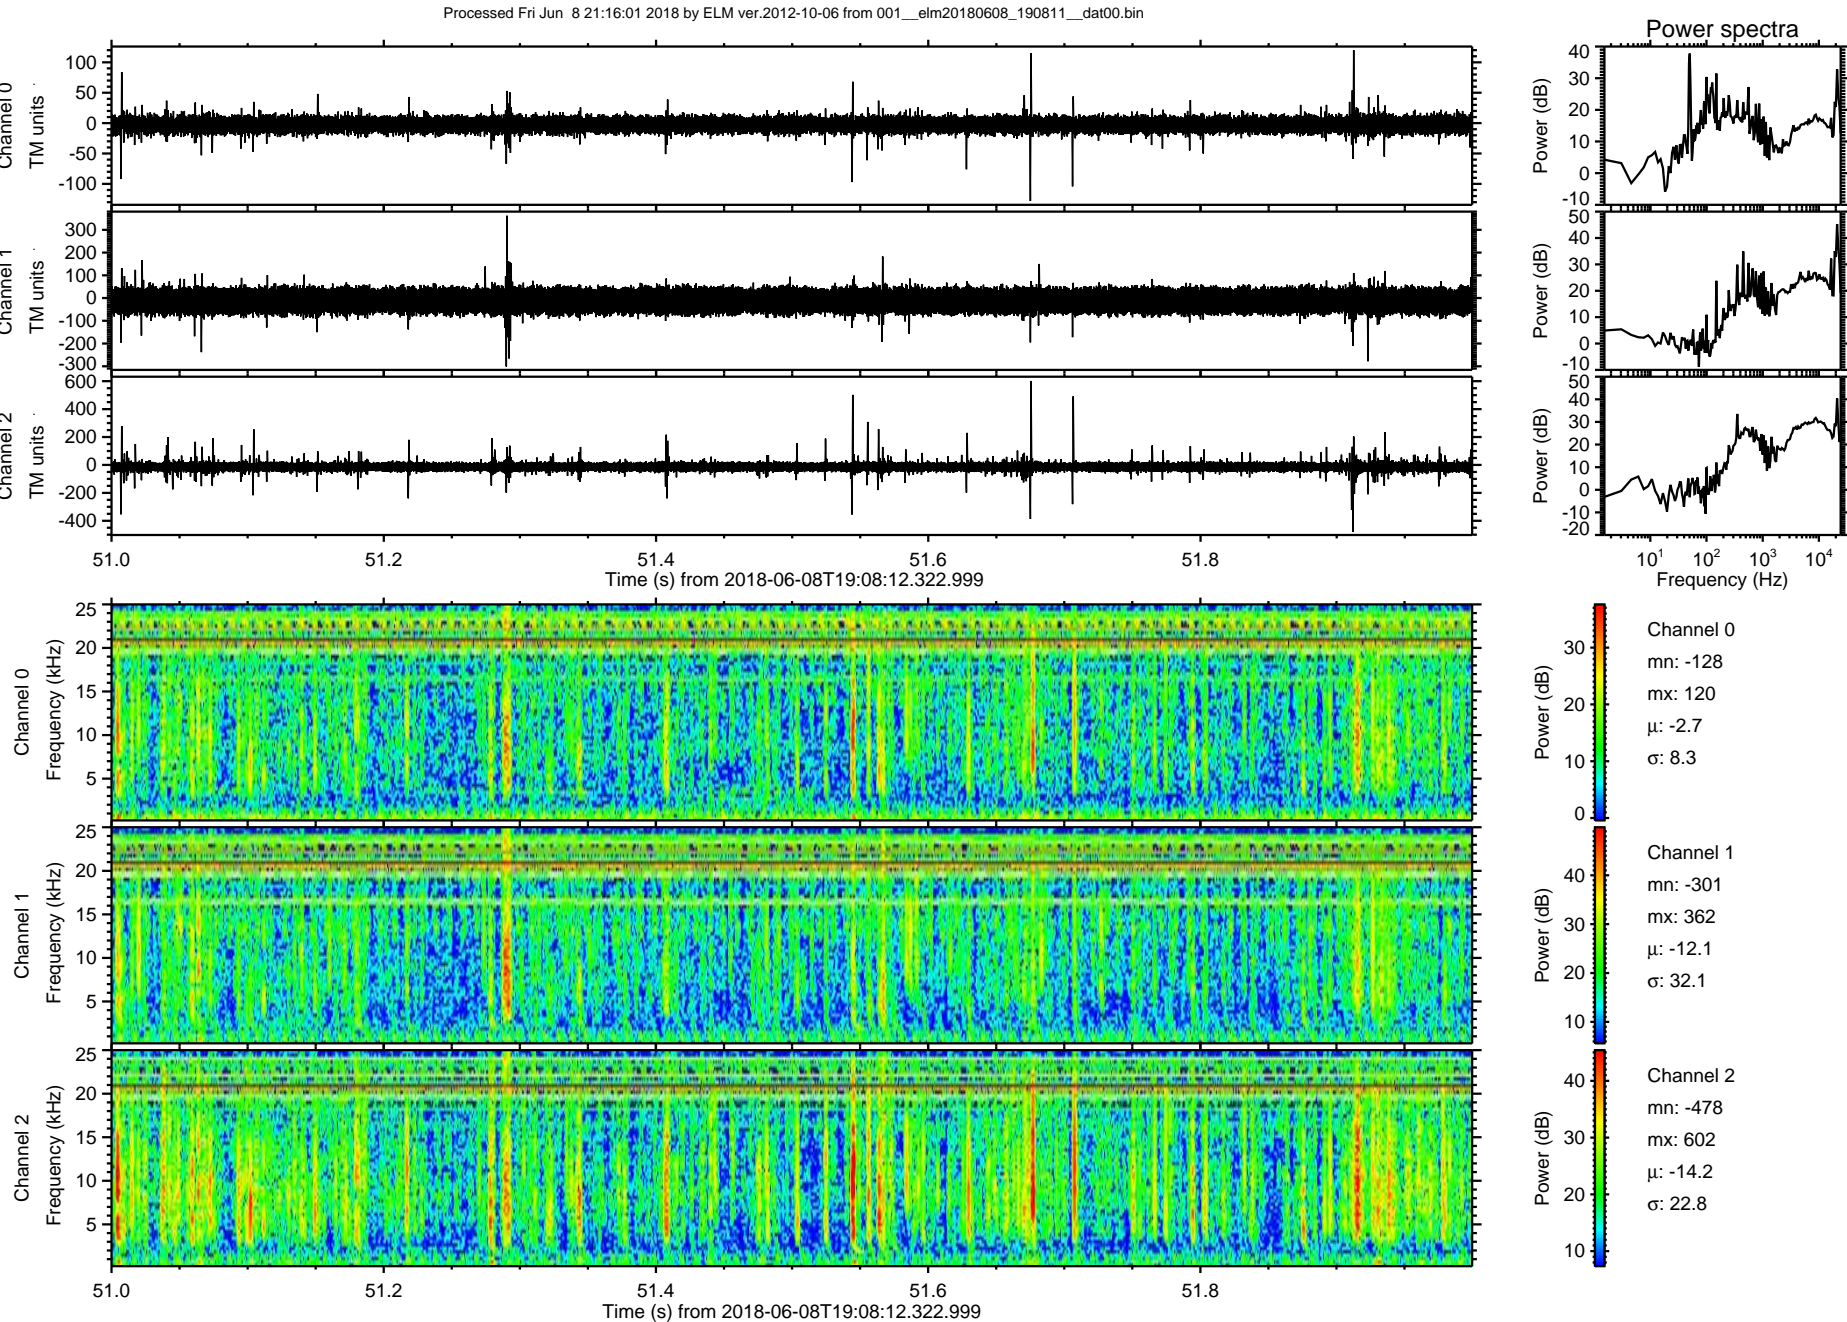 Processed Fri Jun  8 21:16:01 2018 by ELM ver.2012-10-06 from 001__elm20180608_190811__dat00.bin
Power spectra
Channel 0
TM units
100
50
0
-50
-100
Power (dB)
40
30
20
10
0
-10
Channel 1
TM units
300
200
100
0
-100
-200
-300
Power (dB)
50
40
30
20
10
0
-10
Channel 2
TM units
600
400
200
0
-200
-400
Power (dB)
50
40
30
20
10
0
-10
-20
51.0 51.2 51.4 51.6 51.8
Time (s) from 2018-06-08T19:08:12.322.999
10^1 10^2 10^3 10^4
Frequency (Hz)
Channel 0
Frequency (kHz)
25
20
15
10
5
Power (dB)
30
20
10
0
Channel 0
mn: -128
mx: 120
μ: -2.7
σ: 8.3
Channel 1
Frequency (kHz)
25
20
15
10
5
Power (dB)
40
30
20
10
Channel 1
mn: -301
mx: 362
μ: -12.1
σ: 32.1
Channel 2
Frequency (kHz)
25
20
15
10
5
Power (dB)
40
30
20
10
Channel 2
mn: -478
mx: 602
μ: -14.2
σ: 22.8
51.0 51.2 51.4 51.6 51.8
Time (s) from 2018-06-08T19:08:12.322.999